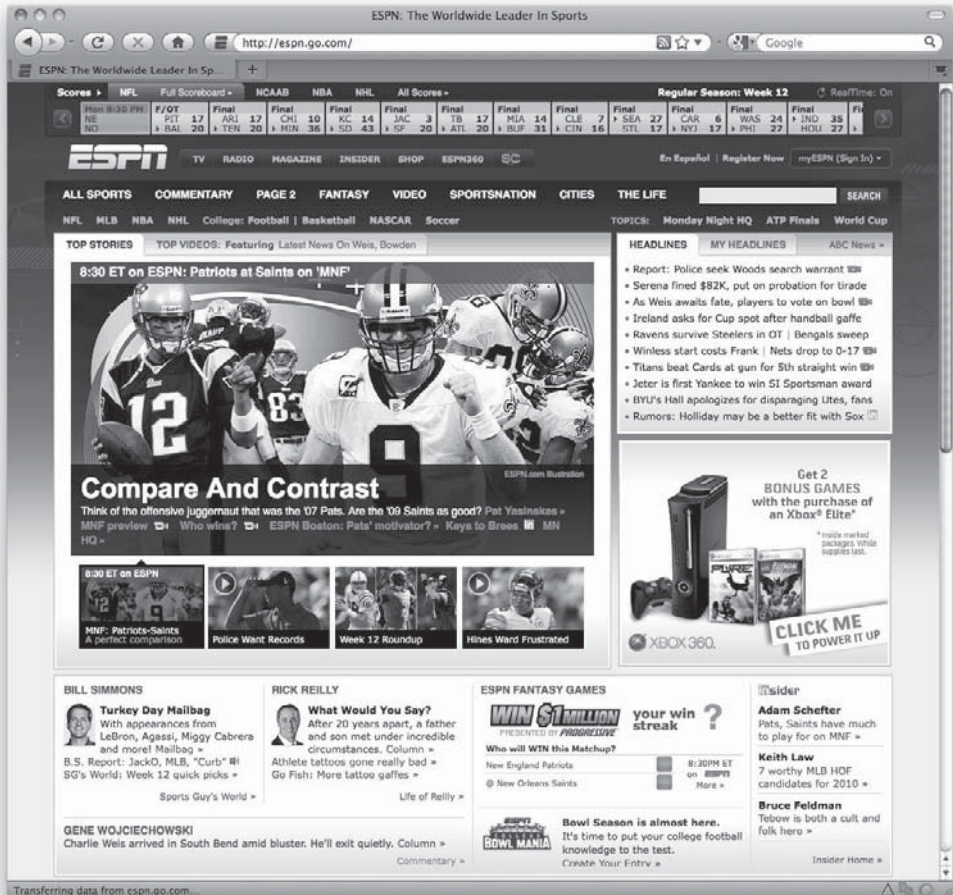 ESPN: The Worldwide Leader In Sports
http://espn.go.com/
Google
ESPN: The Worldwide Leader In Sp...
Scores NFL Full Scoreboard NCAAB NBA NHL All Scores » Regular Season: Week 12 RealTime: On
Mon 8:30 PM F/OT Final Final Final Final Final Final Final Final Final Final Fi
NE PIT 17 ARI 17 CHI 10 KC 14 JAC 3 TB 17 MIA 14 CLE 7 SEA 27 CAR 6 WAS 24 IND 35
NO BAL 20 TEN 20 MIN 36 SD 43 SF 20 ATL 20 BUF 31 CIN 16 STL 17 NYJ 17 PHI 27 HOU 27
ESPN TV RADIO MAGAZINE INSIDER SHOP ESPN360 SC En Español | Register Now myESPN (Sign In)
ALL SPORTS COMMENTARY PAGE 2 FANTASY VIDEO SPORTSNATION CITIES THE LIFE SEARCH
NFL MLB NBA NHL College: Football | Basketball NASCAR Soccer TOPICS: Monday Night HQ ATP Finals World Cup
TOP STORIES TOP VIDEOS: Featuring Latest News On Weis, Bowden
8:30 ET on ESPN: Patriots at Saints on 'MNF'
12
83
9
ESPN.com Illustration
Compare And Contrast
Think of the offensive juggernaut that was the '07 Pats. Are the '09 Saints as good? Pat Yasinskas »
MNF preview Who wins? ESPN Boston: Pats' motivator? » Keys to Brees MN
HQ »
8:30 ET on ESPN
MNF: Patriots-Saints
A perfect comparison
Police Want Records
Week 12 Roundup
Hines Ward Frustrated
HEADLINES MY HEADLINES ABC News »
• Report: Police seek Woods search warrant
• Serena fined $82K, put on probation for tirade
• As Weis awaits fate, players to vote on bowl
• Ireland asks for Cup spot after handball gaffe
• Ravens survive Steelers in OT | Bengals sweep
• Winless start costs Frank | Nets drop to 0-17
• Titans beat Cards at gun for 5th straight win
• Jeter is first Yankee to win SI Sportsman award
• BYU's Hall apologizes for disparaging Utes, fans
• Rumors: Holliday may be a better fit with Sox
Get 2
BONUS GAMES
with the purchase of
an Xbox® Elite*
*Inside marked
packages. While
supplies last.
PURE
BATMAN
XBOX 360.
CLICK ME
TO POWER IT UP
BILL SIMMONS
Turkey Day Mailbag
With appearances from
LeBron, Agassi, Miggy Cabrera
and more! Mailbag »
B.S. Report: JackO, MLB, "Curb"
SG's World: Week 12 quick picks »
Sports Guy's World »
RICK REILLY
What Would You Say?
After 20 years apart, a father
and son met under incredible
circumstances. Column »
Athlete tattoos gone really bad »
Go Fish: More tattoo gaffes »
Life of Reilly »
GENE WOJCIECHOWSKI
Charlie Weis arrived in South Bend amid bluster. He'll exit quietly. Column »
Commentary »
ESPN FANTASY GAMES
WIN $1 MILLION
PRESENTED BY PROGRESSIVE
your win
streak ?
Who will WIN this Matchup?
New England Patriots
@ New Orleans Saints
8:30PM ET
on ESPN
More »
ESPN
BOWL MANIA
Bowl Season is almost here.
It's time to put your college football
knowledge to the test.
Create Your Entry »
Insider
Adam Schefter
Pats, Saints have much
to play for on MNF »
Keith Law
7 worthy MLB HOF
candidates for 2010 »
Bruce Feldman
Tebow is both a cult and
folk hero »
Insider Home »
Transferring data from espn.go.com...